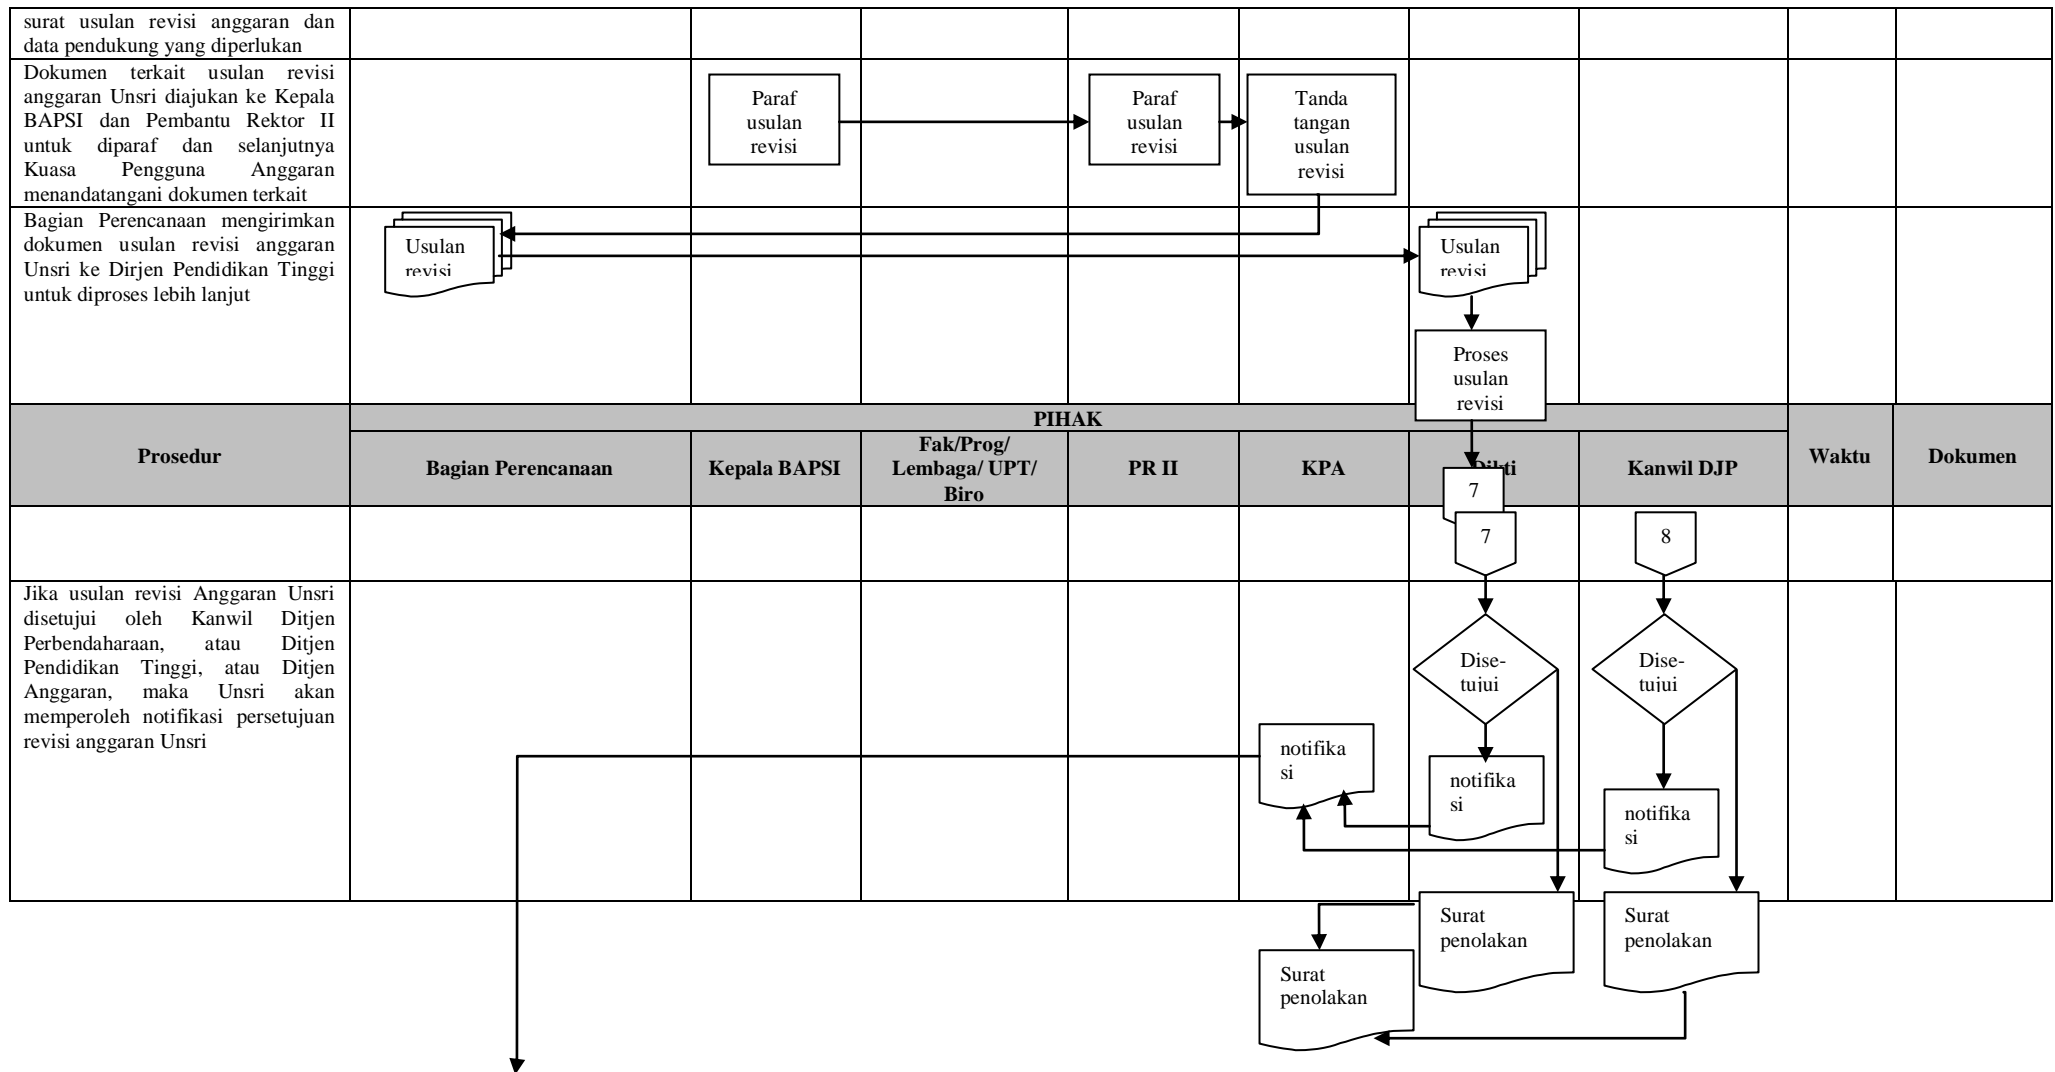 surat usulan revisi anggaran dan
data pendukung yang diperlukan
Dokumen terkait usulan revisi
anggaran Unsri diajukan ke Kepala
BAPSI dan Pembantu Rektor II
untuk diparaf dan selanjutnya
Kuasa Pengguna Anggaran
menandatangani dokumen terkait
Paraf
usulan
revisi
Paraf
usulan
revisi
Tanda
tangan
usulan
revisi
Bagian Perencanaan mengirimkan
dokumen usulan revisi anggaran
Unsri ke Dirjen Pendidikan Tinggi
untuk diproses lebih lanjut
Usulan
revisi
Usulan
revisi
Proses
usulan
revisi
Prosedur
PIHAK
Bagian Perencanaan
Kepala BAPSI
Fak/Prog/
Lembaga/ UPT/
Biro
PR II
KPA
Dikti
Kanwil DJP
Waktu
Dokumen
7
7
8
Jika usulan revisi Anggaran Unsri
disetujui oleh Kanwil Ditjen
Perbendaharaan, atau Ditjen
Pendidikan Tinggi, atau Ditjen
Anggaran, maka Unsri akan
memperoleh notifikasi persetujuan
revisi anggaran Unsri
Dise-
tujui
Dise-
tujui
notifika
si
notifika
si
notifika
si
Surat
penolakan
Surat
penolakan
Surat
penolakan